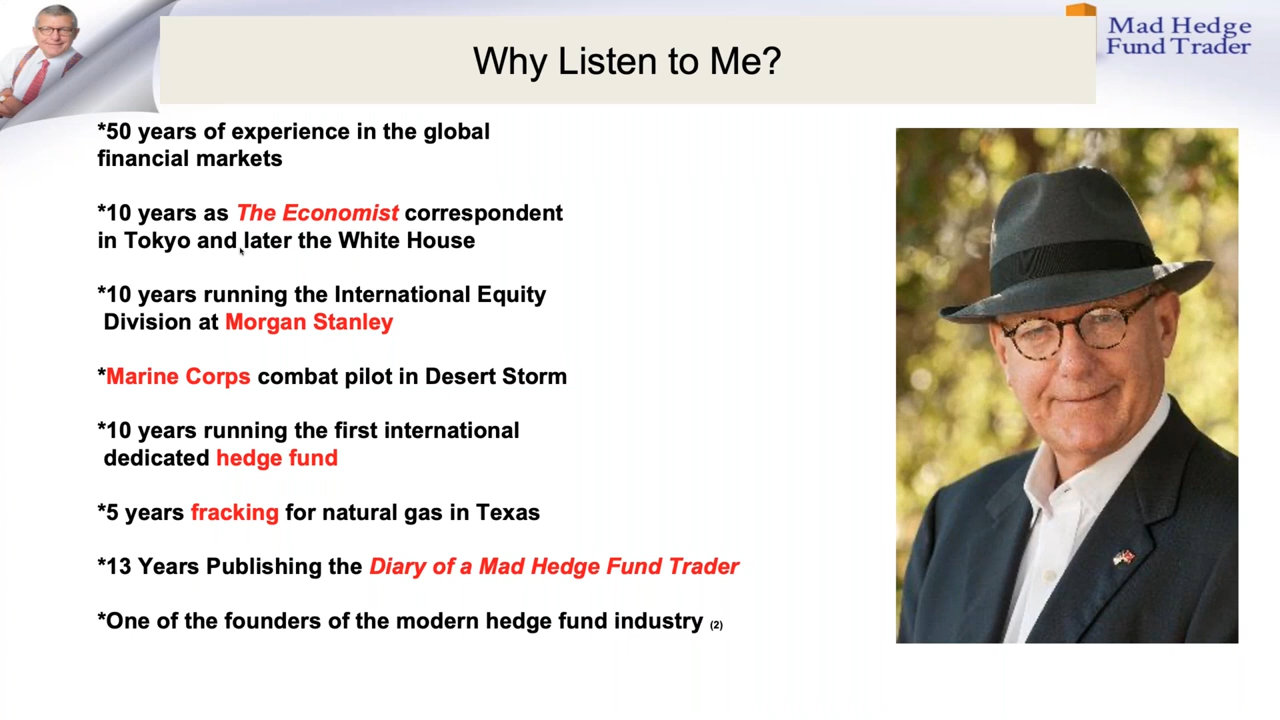 Why Listen to Me?
Mad Hedge
Fund Trader
*50 years of experience in the global
financial markets
*10 years as The Economist correspondent
in Tokyo and later the White House
*10 years running the International Equity
Division at Morgan Stanley
*Marine Corps combat pilot in Desert Storm
*10 years running the first international
dedicated hedge fund
*5 years fracking for natural gas in Texas
*13 Years Publishing the Diary of a Mad Hedge Fund Trader
*One of the founders of the modern hedge fund industry (2)